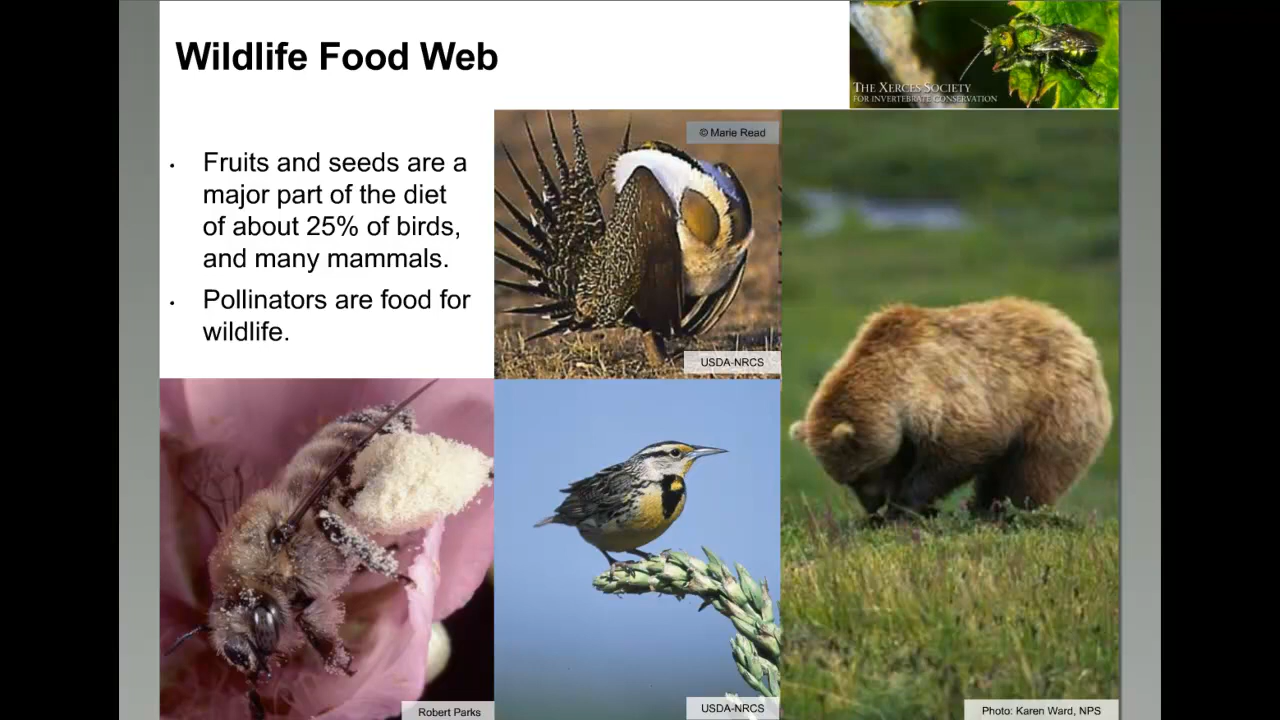 Wildlife Food Web
THE XERCES SOCIETY
FOR INVERTEBRATE CONSERVATION
• Fruits and seeds are a
major part of the diet
of about 25% of birds,
and many mammals.
• Pollinators are food for
wildlife.
© Marie Read
USDA-NRCS
Robert Parks
USDA-NRCS
Photo: Karen Ward, NPS